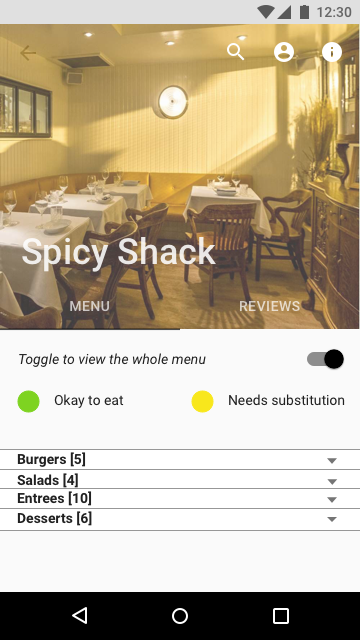 12:30
Spicy Shack
MENU
REVIEWS
Toggle to view the whole menu
Okay to eat
Needs substitution
Burgers [5]
Salads [4]
Entrees [10]
Desserts [6]